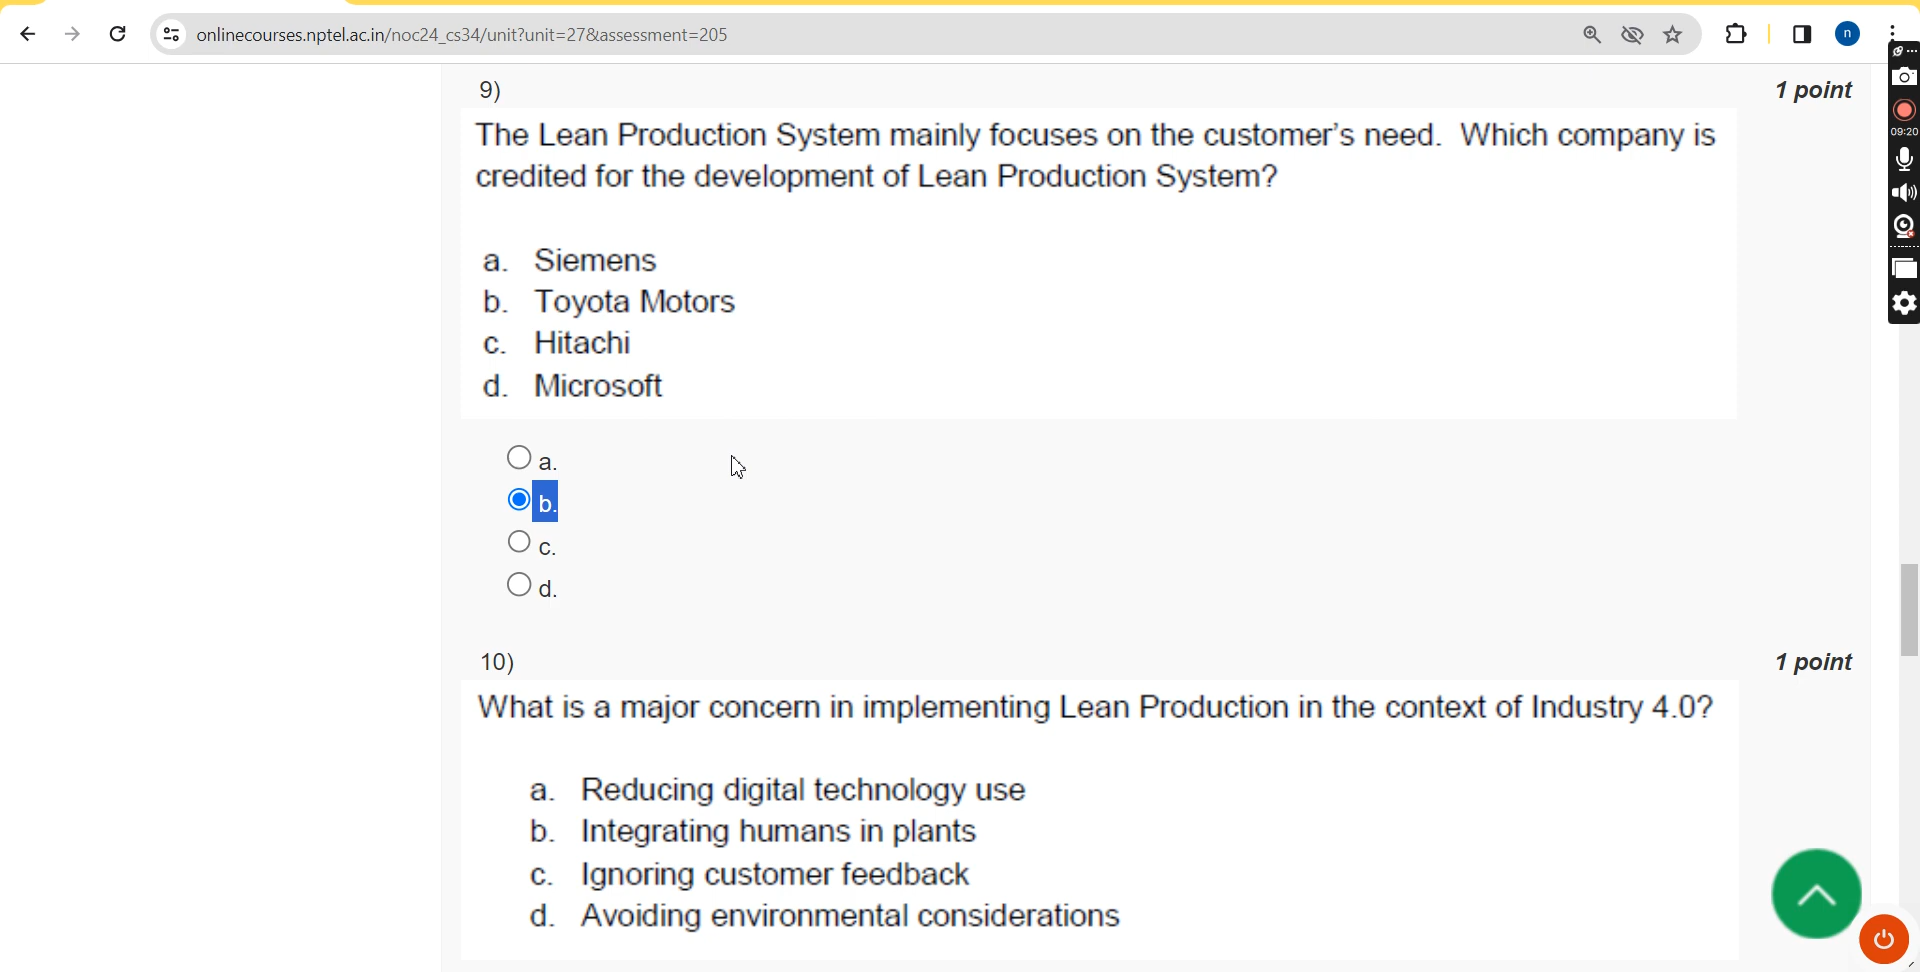 onlinecourses.nptel.ac.in/noc24_cs34/unit?unit=27&assessment=205
n
09:20
9)
1 point
The Lean Production System mainly focuses on the customer's need. Which company is
credited for the development of Lean Production System?
a. Siemens
b. Toyota Motors
c. Hitachi
d. Microsoft
a.
b.
c.
d.
10)
1 point
What is a major concern in implementing Lean Production in the context of Industry 4.0?
a. Reducing digital technology use
b. Integrating humans in plants
c. Ignoring customer feedback
d. Avoiding environmental considerations